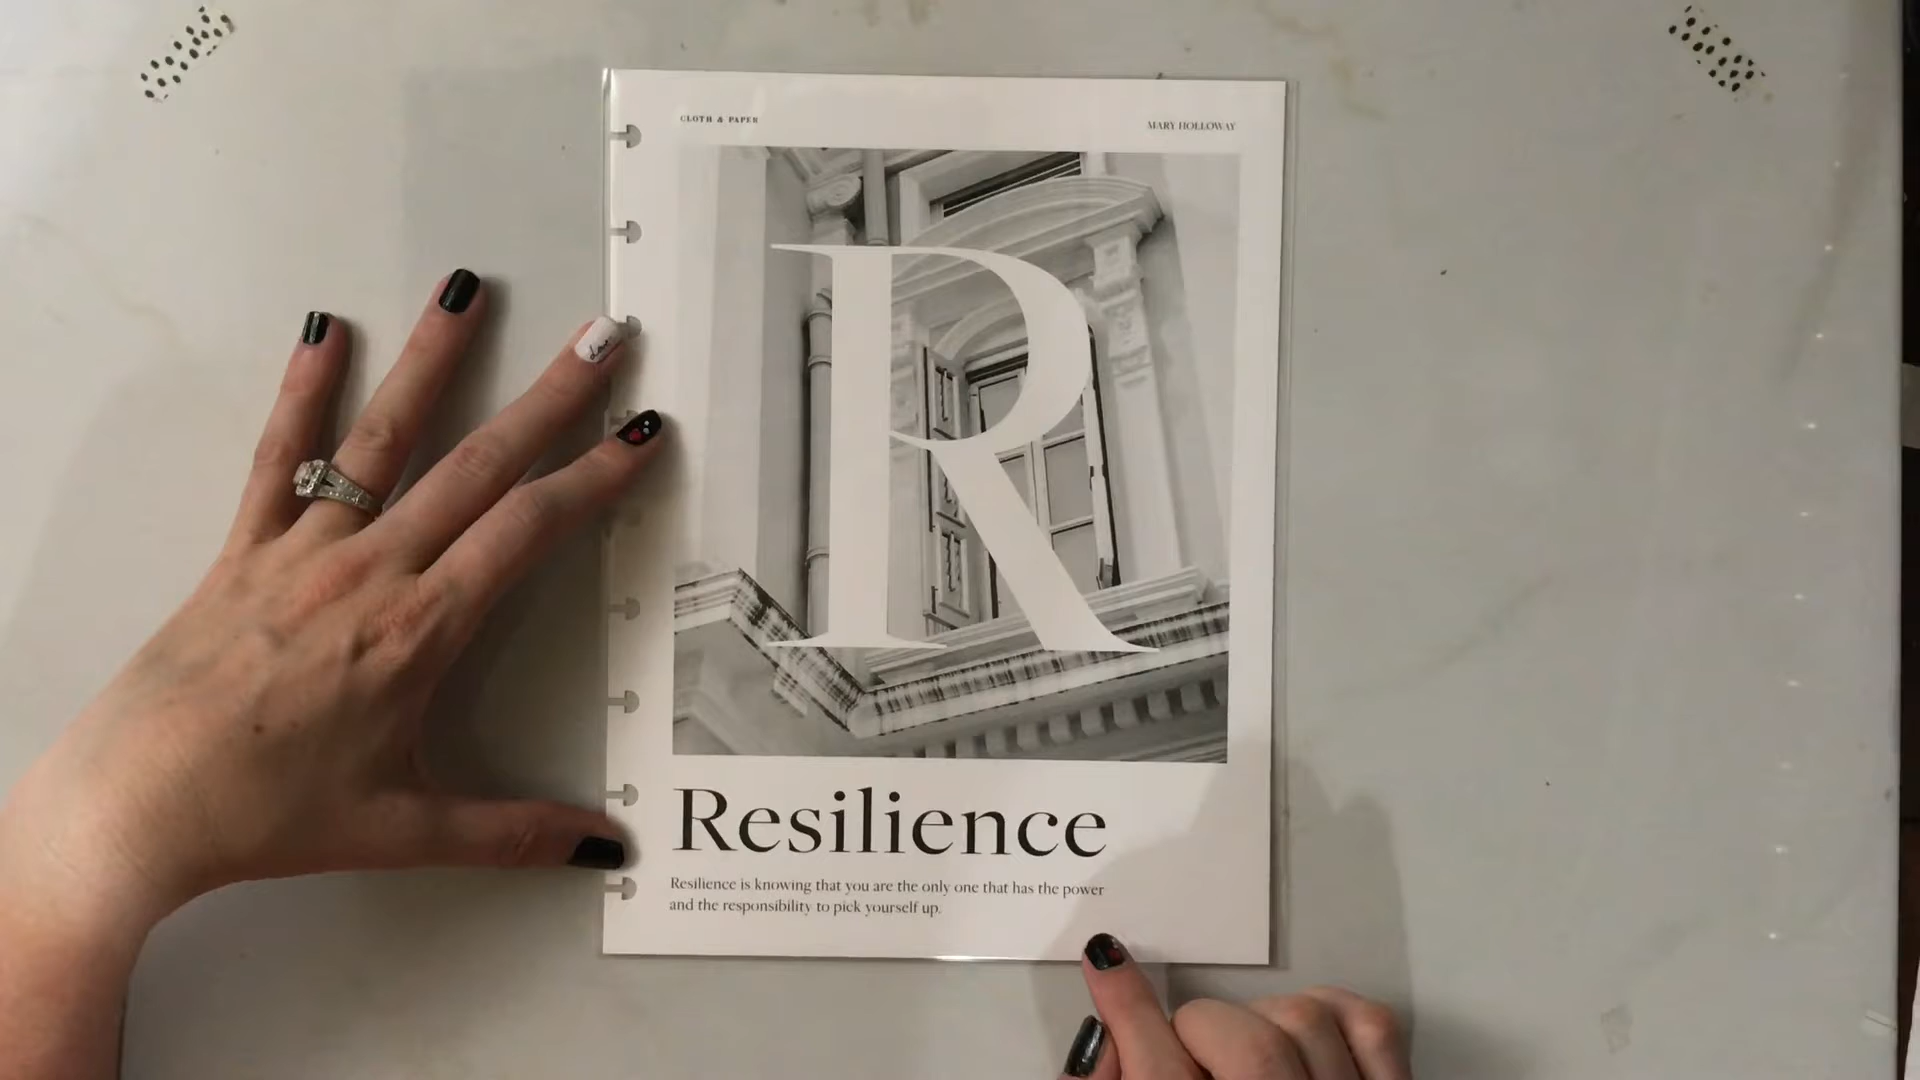 CLOTH & PAPER
MARY HOLLOWAY
R
Resilience
Resilience is knowing that you are the only one that has the power
and the responsibility to pick yourself up.